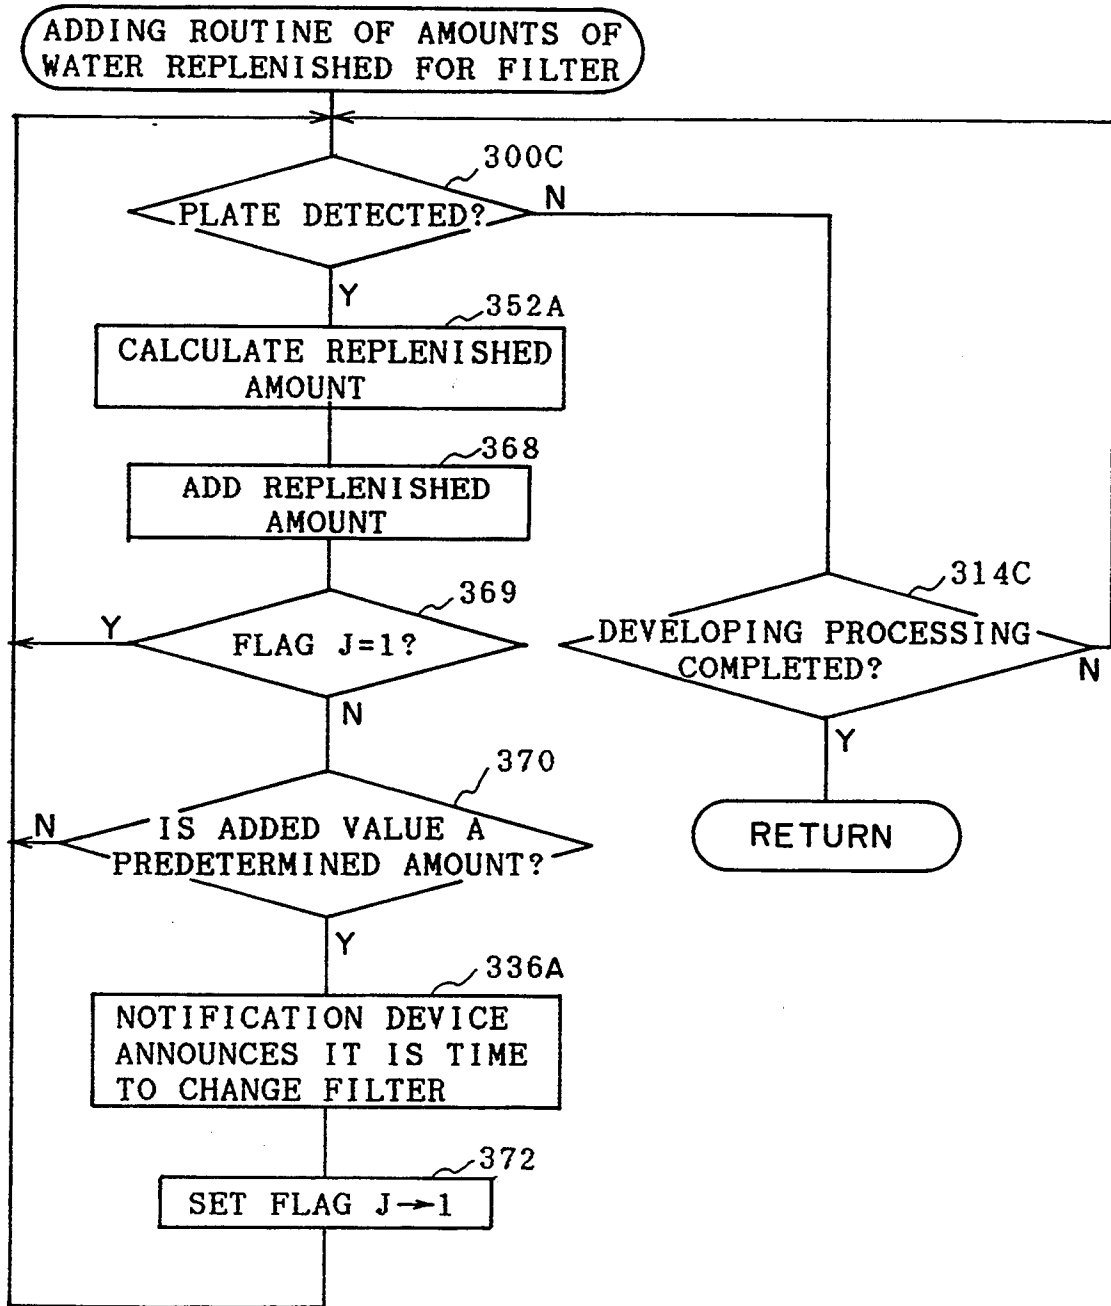 ADDING ROUTINE OF AMOUNTS OF
WATER REPLENISHED FOR FILTER
300C
PLATE DETECTED?
N
Y
352A
CALCULATE REPLENISHED
AMOUNT
368
ADD REPLENISHED
AMOUNT
369
FLAG J=1?
Y
N
314C
DEVELOPING PROCESSING
COMPLETED?
N
Y
RETURN
370
IS ADDED VALUE A
PREDETERMINED AMOUNT?
N
Y
336A
NOTIFICATION DEVICE
ANNOUNCES IT IS TIME
TO CHANGE FILTER
372
SET FLAG J→1